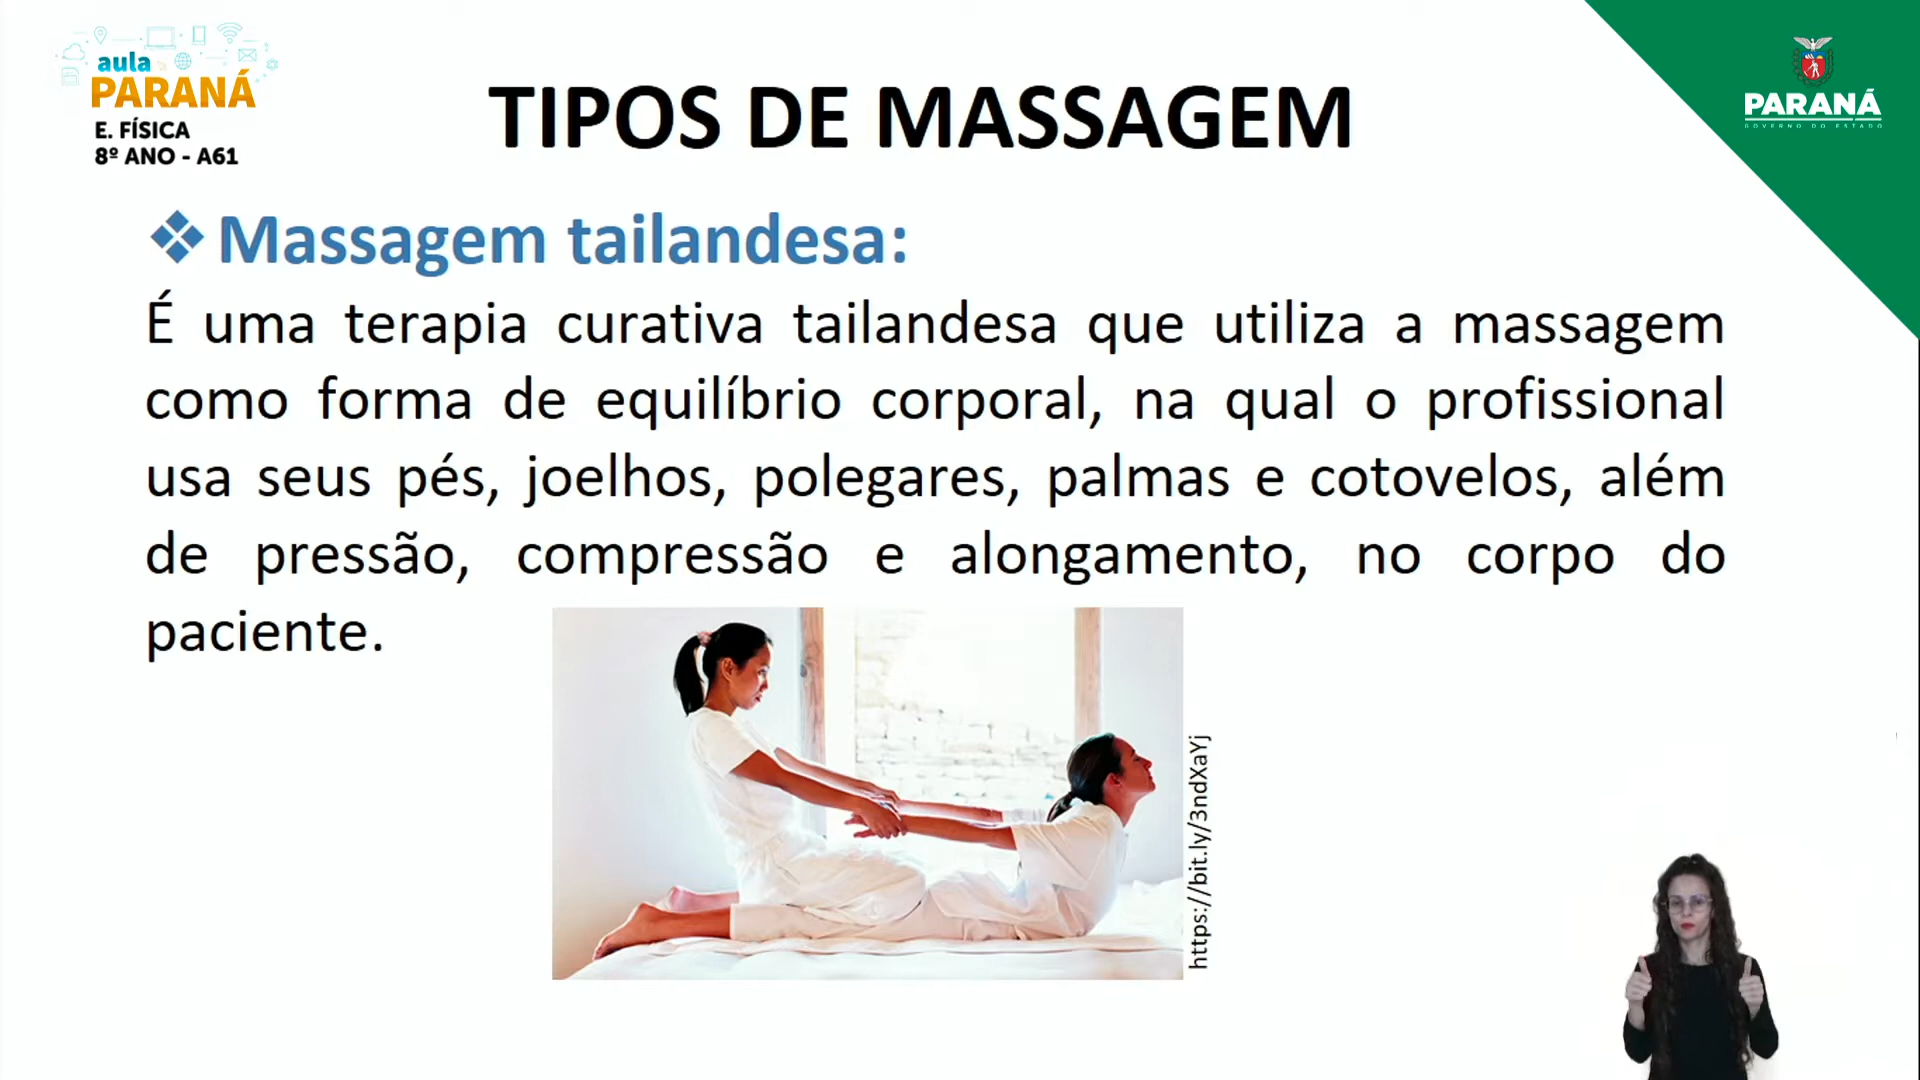 aula
PARANÁ
E. FÍSICA
8º ANO - A61
TIPOS DE MASSAGEM
PARANÁ
GOVERNO DO ESTADO
❖ Massagem tailandesa:
É uma terapia curativa tailandesa que utiliza a massagem
como forma de equilíbrio corporal, na qual o profissional
usa seus pés, joelhos, polegares, palmas e cotovelos, além
de pressão, compressão e alongamento, no corpo do
paciente.
https://bit.ly/3ndXaYj